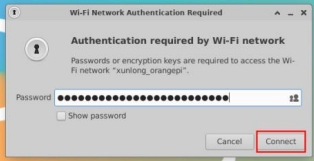 Wi-Fi Network Authentication Required
Authentication required by Wi-Fi network
Passwords or encryption keys are required to access the Wi-
Fi network "xunlong_orangepi".
Password ●●●●●●●●●●●●●●●●●●●●●●●●●
Show password
Cancel Connect